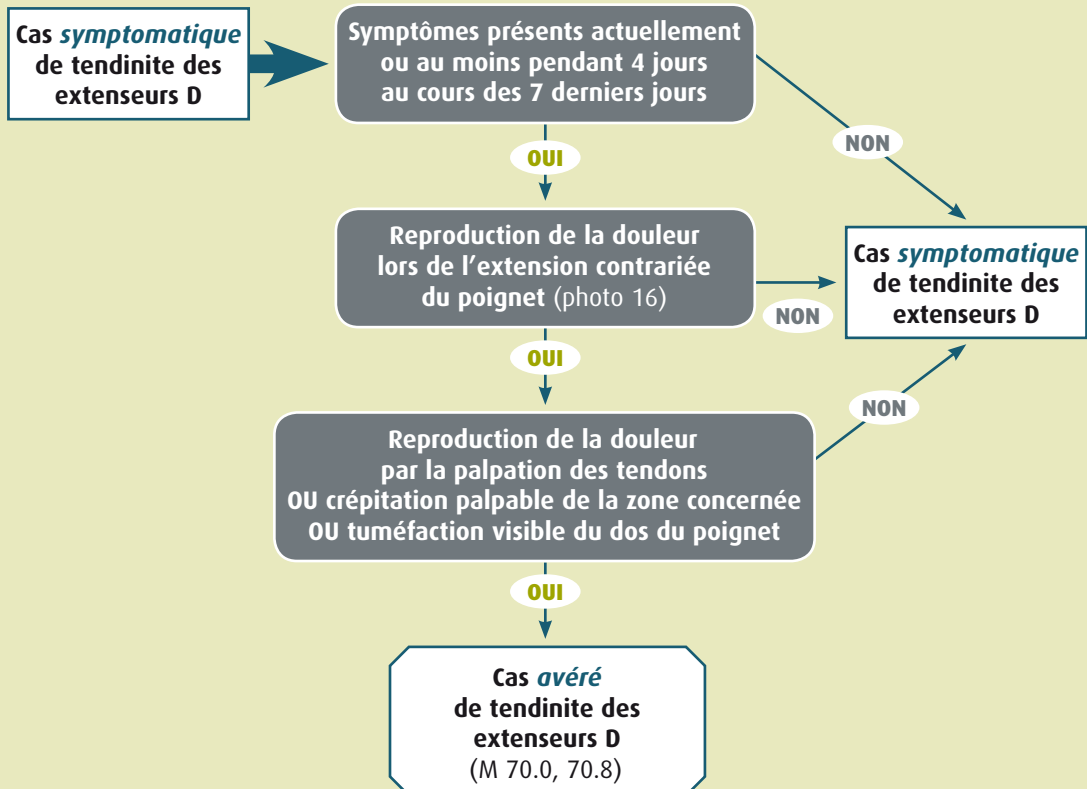 Cas symptomatique
de tendinite des
extenseurs D
Symptômes présents actuellement
ou au moins pendant 4 jours
au cours des 7 derniers jours
NON
OUI
Reproduction de la douleur
lors de l'extension contrariée
du poignet (photo 16)
NON
Cas symptomatique
de tendinite des
extenseurs D
OUI
NON
Reproduction de la douleur
par la palpation des tendons
OU crépitation palpable de la zone concernée
OU tuméfaction visible du dos du poignet
OUI
Cas avéré
de tendinite des
extenseurs D
(M 70.0, 70.8)